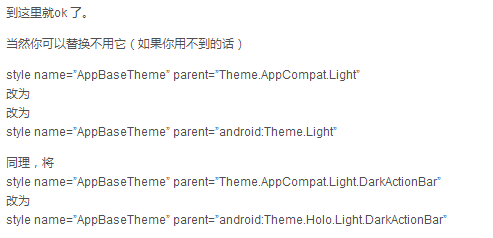 到这里就ok 了。
当然你可以替换不用它（如果你用不到的话）
style name=”AppBaseTheme” parent=”Theme.AppCompat.Light”
改为
改为
style name=”AppBaseTheme” parent=”android:Theme.Light”
同理，将
style name=”AppBaseTheme” parent=”Theme.AppCompat.Light.DarkActionBar”
改为
style name=”AppBaseTheme” parent=”android:Theme.Holo.Light.DarkActionBar”